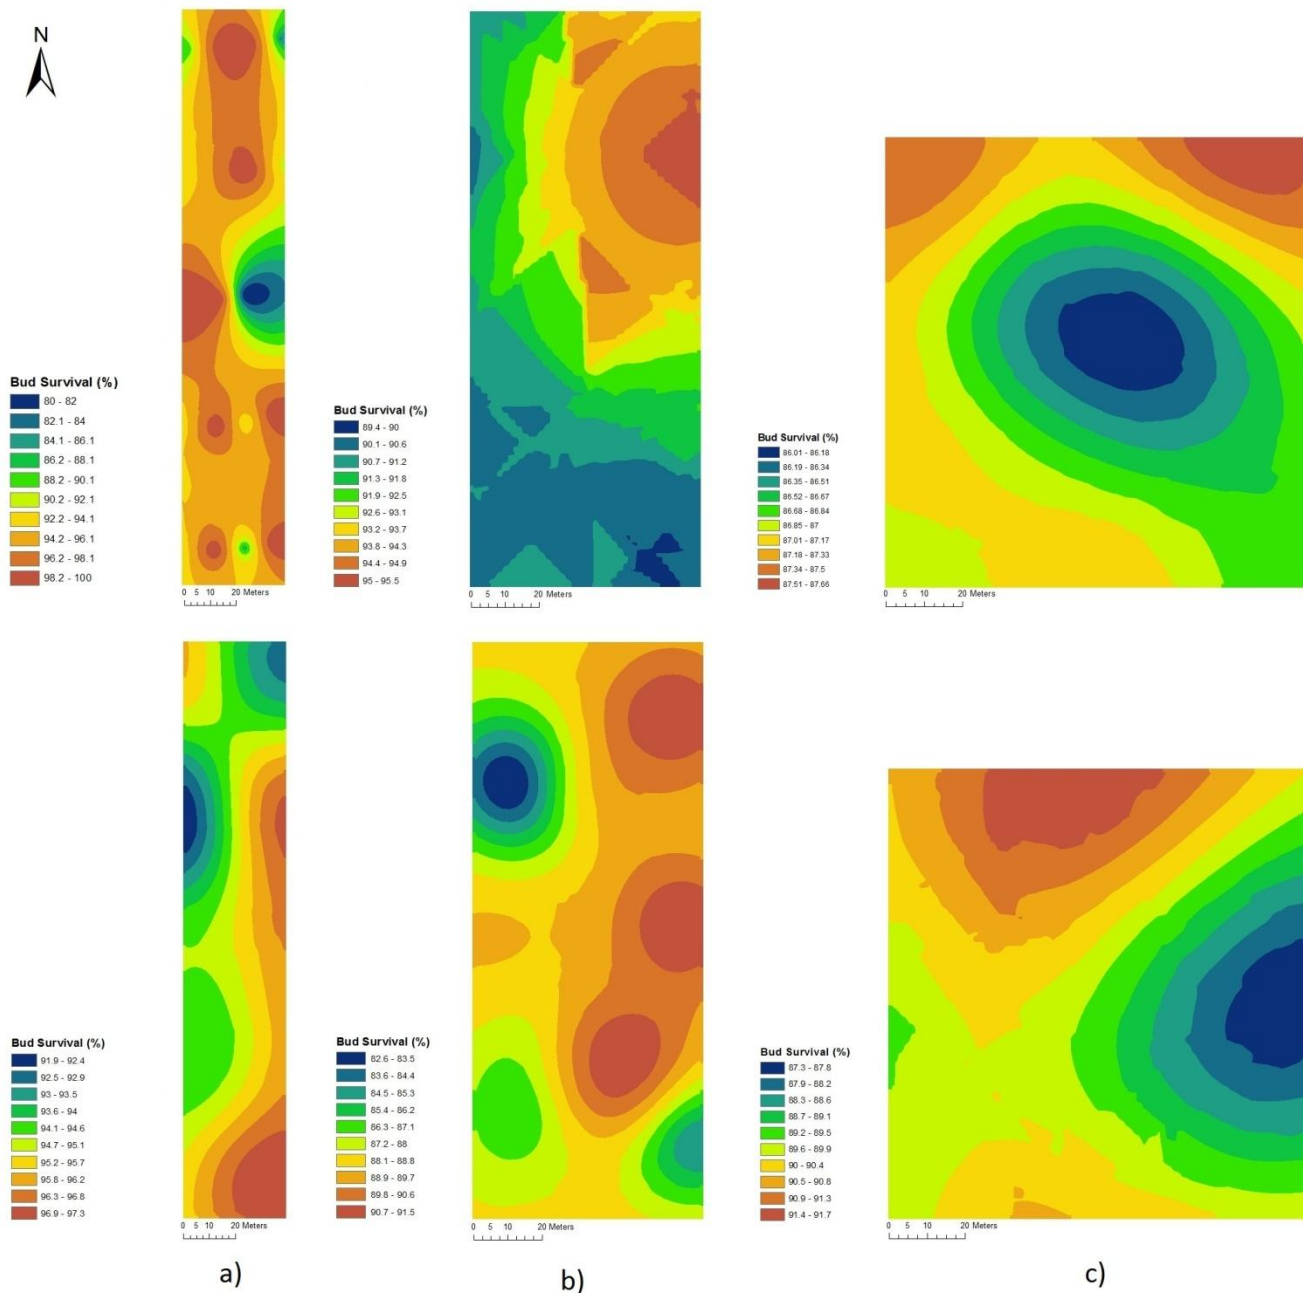 N
Bud Survival (%)
80 - 82
82.1 - 84
84.1 - 86.1
86.2 - 88.1
88.2 - 90.1
90.2 - 92.1
92.2 - 94.1
94.2 - 96.1
96.2 - 98.1
98.2 - 100
0 5 10 20 Meters
Bud Survival (%)
89.4 - 90
90.1 - 90.6
90.7 - 91.2
91.3 - 91.8
91.9 - 92.5
92.6 - 93.1
93.2 - 93.7
93.8 - 94.3
94.4 - 94.9
95 - 95.5
0 5 10 20 Meters
Bud Survival (%)
86.01 - 86.18
86.19 - 86.34
86.35 - 86.51
86.52 - 86.67
86.68 - 86.84
86.85 - 87
87.01 - 87.17
87.18 - 87.33
87.34 - 87.5
87.51 - 87.66
0 5 10 20 Meters
Bud Survival (%)
91.9 - 92.4
92.5 - 92.9
93 - 93.5
93.6 - 94
94.1 - 94.6
94.7 - 95.1
95.2 - 95.7
95.8 - 96.2
96.3 - 96.8
96.9 - 97.3
0 5 10 20 Meters
Bud Survival (%)
82.6 - 83.5
83.6 - 84.4
84.5 - 85.3
85.4 - 86.2
86.3 - 87.1
87.2 - 88
88.1 - 88.8
88.9 - 89.7
89.8 - 90.6
90.7 - 91.5
0 5 10 20 Meters
Bud Survival (%)
87.3 - 87.8
87.9 - 88.2
88.3 - 88.6
88.7 - 89.1
89.2 - 89.5
89.6 - 89.9
90 - 90.4
90.5 - 90.8
90.9 - 91.3
91.4 - 91.7
0 5 10 20 Meters
a)
b)
c)